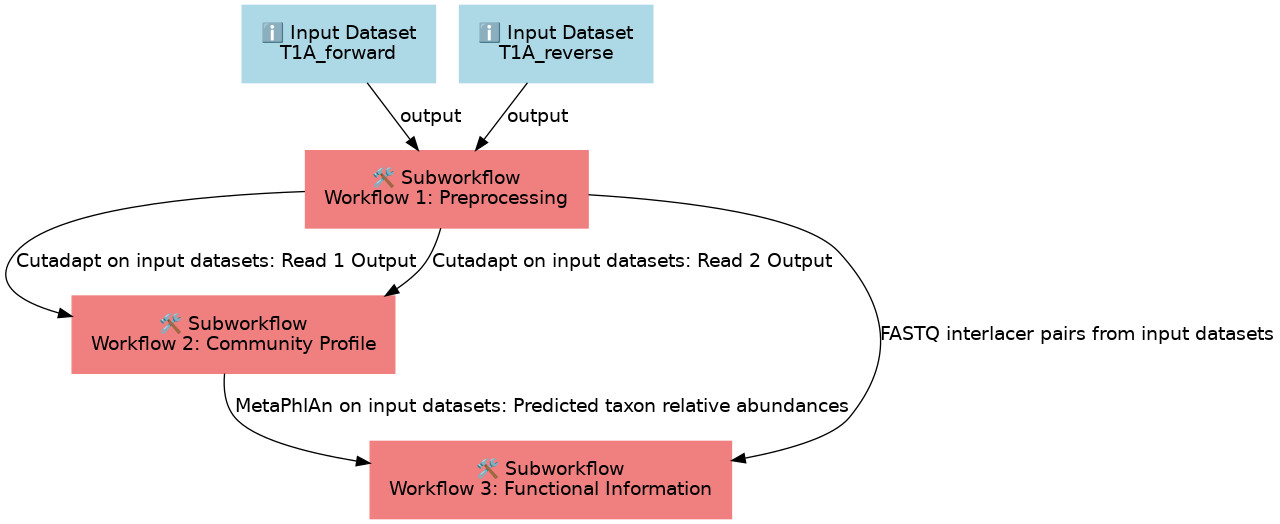 ℹ️ Input Dataset
T1A_forward
ℹ️ Input Dataset
T1A_reverse
output
output
🛠️ Subworkflow
Workflow 1: Preprocessing
Cutadapt on input datasets: Read 1 Output
Cutadapt on input datasets: Read 2 Output
🛠️ Subworkflow
Workflow 2: Community Profile
FASTQ interlacer pairs from input datasets
MetaPhlAn on input datasets: Predicted taxon relative abundances
🛠️ Subworkflow
Workflow 3: Functional Information